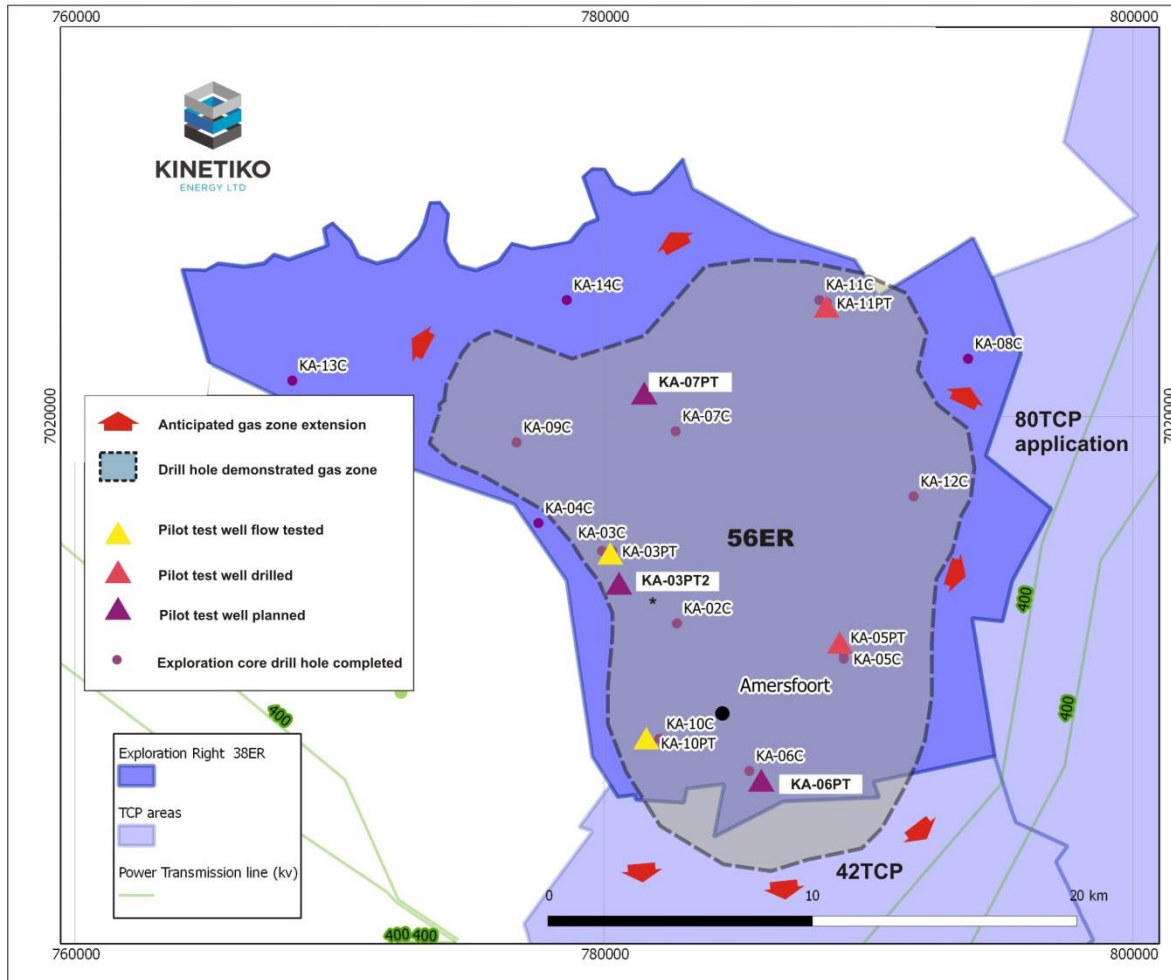 760000
780000
800000
KINETIKO
ENERGY LTD
KA-14C
KA-11C
KA-11PT
KA-08C
KA-13C
KA-07PT
7020000
7020000
KA-07C
80TCP
application
KA-09C
KA-12C
KA-04C
KA-03C
KA-03PT
56ER
KA-03PT2
*
KA-02C
KA-05PT
KA-05C
Amersfoort
KA-10C
KA-10PT
KA-06C
KA-06PT
42TCP
400
400
400
400 400
Anticipated gas zone extension
Drill hole demonstrated gas zone
Pilot test well flow tested
Pilot test well drilled
Pilot test well planned
Exploration core drill hole completed
Exploration Right 38ER
TCP areas
Power Transmission line (kv)
0
10
20 km
760000
780000
800000